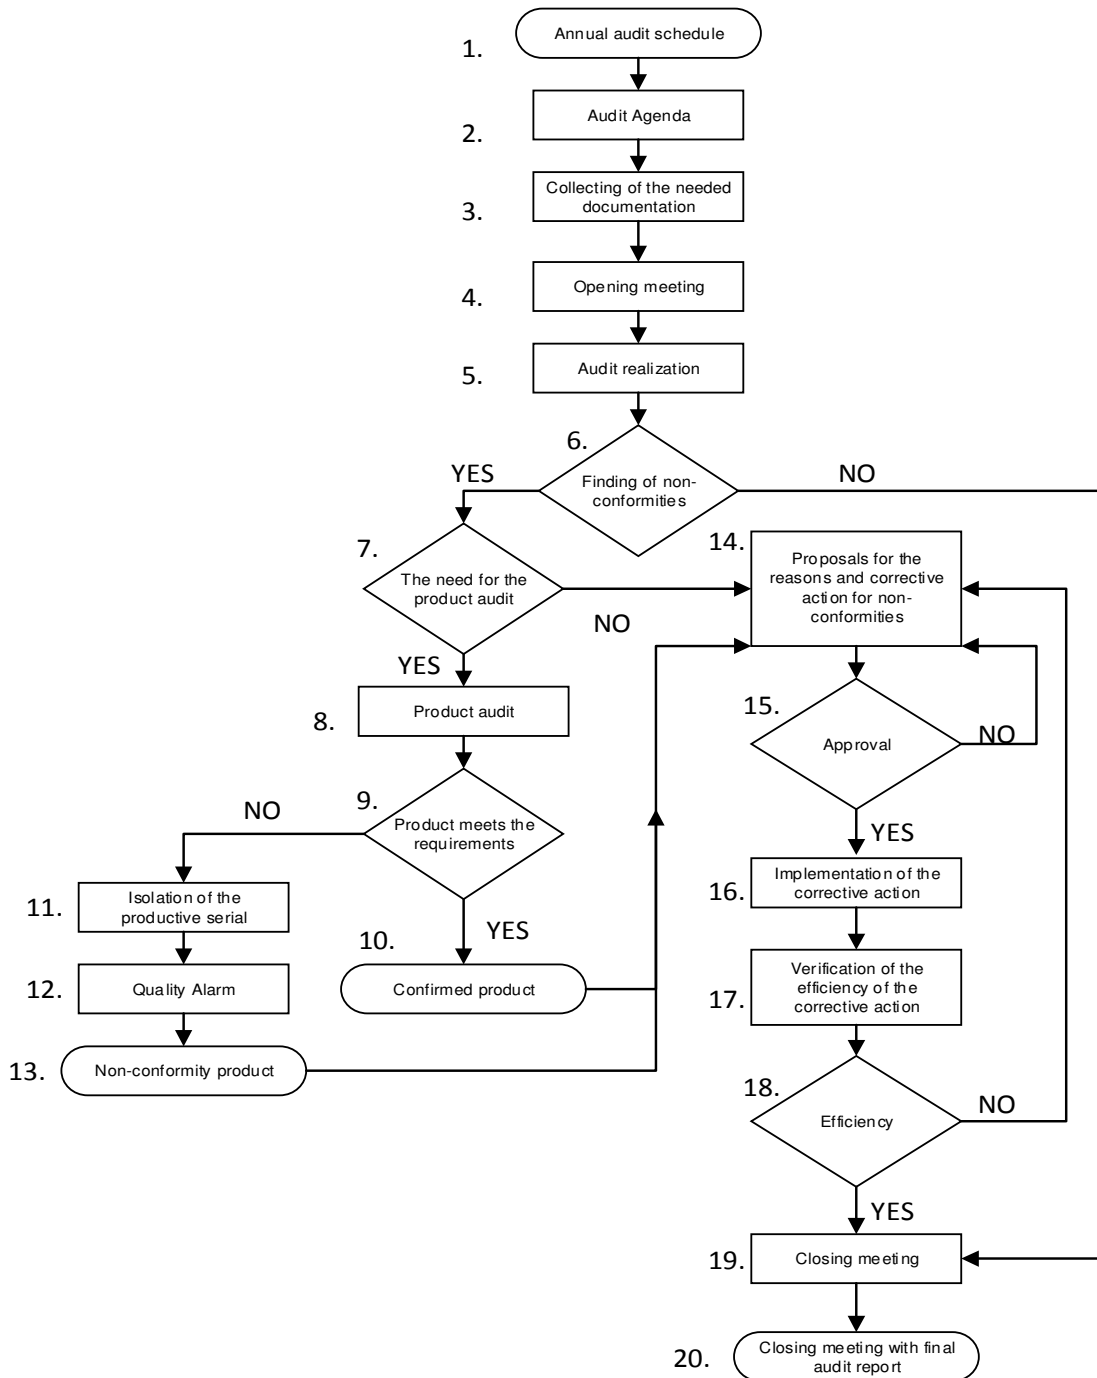 1.
Annual audit schedule
2.
Audit Agenda
3.
Collecting of the needed
documentation
4.
Opening meeting
5.
Audit realization
6.
Finding of non-
conformities
YES
NO
7.
The need for the
product audit
NO
YES
14.
Proposals for the
reasons and corrective
action for non-
conformities
8.
Product audit
15.
Approval
NO
YES
9.
Product meets the
requirements
NO
YES
10.
Confirmed product
11.
Isolation of the
productive serial
12.
Quality Alarm
13.
Non-conformity product
16.
Implementation of the
corrective action
17.
Verification of the
efficiency of the
corrective action
18.
Efficiency
NO
YES
19.
Closing meeting
20.
Closing meeting with final
audit report